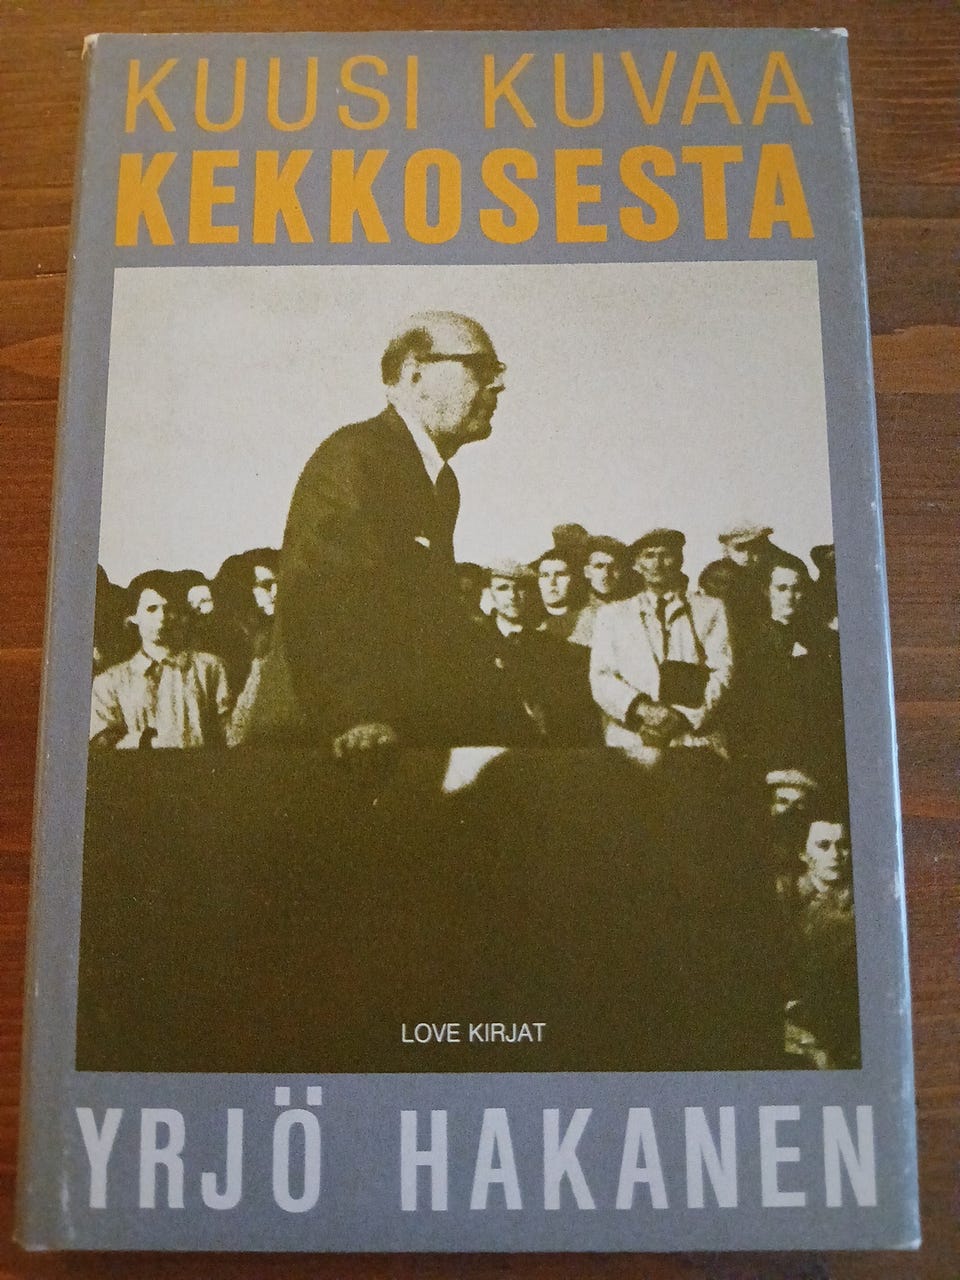 KUUSI KUVAA
KEKKOSESTA
LOVE KIRJAT
YRJÖ HAKANEN